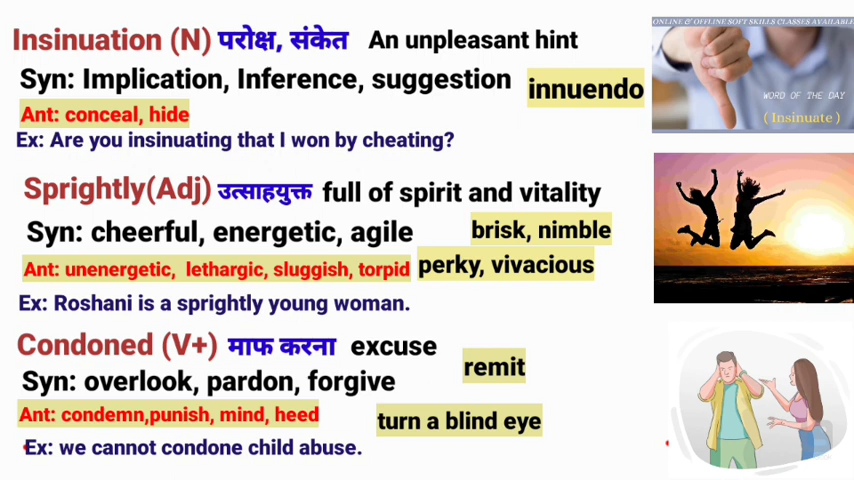 ONLINE & OFFLINE SOFT SKILLS CLASSES AVAILABLE
Insinuation (N) परोक्ष, संकेत An unpleasant hint
Syn: Implication, Inference, suggestion innuendo
Ant: conceal, hide
Ex: Are you insinuating that I won by cheating?
WORD OF THE DAY
( Insinuate )
Sprightly(Adj) उत्साहयुक्त full of spirit and vitality
Syn: cheerful, energetic, agile brisk, nimble
Ant: unenergetic, lethargic, sluggish, torpid perky, vivacious
Ex: Roshani is a sprightly young woman.
Condoned (V+) माफ करना excuse
remit
Syn: overlook, pardon, forgive
Ant: condemn,punish, mind, heed
turn a blind eye
Ex: we cannot condone child abuse.